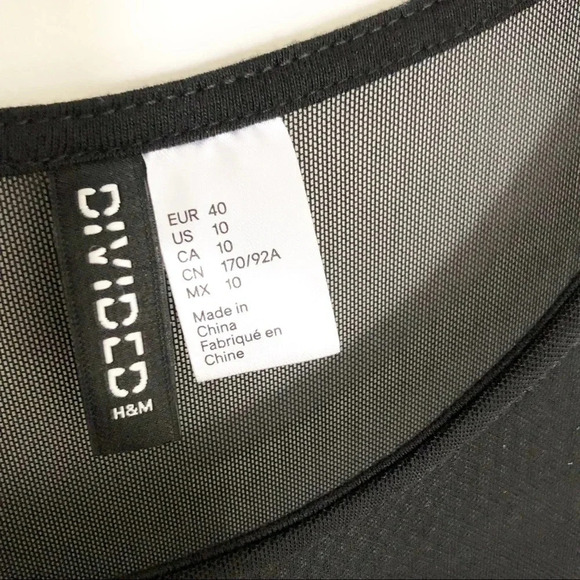 DIVIDED
H&M
EUR 40
US 10
CA 10
CN 170/92A
MX 10
Made in
China
Fabriqué en
Chine